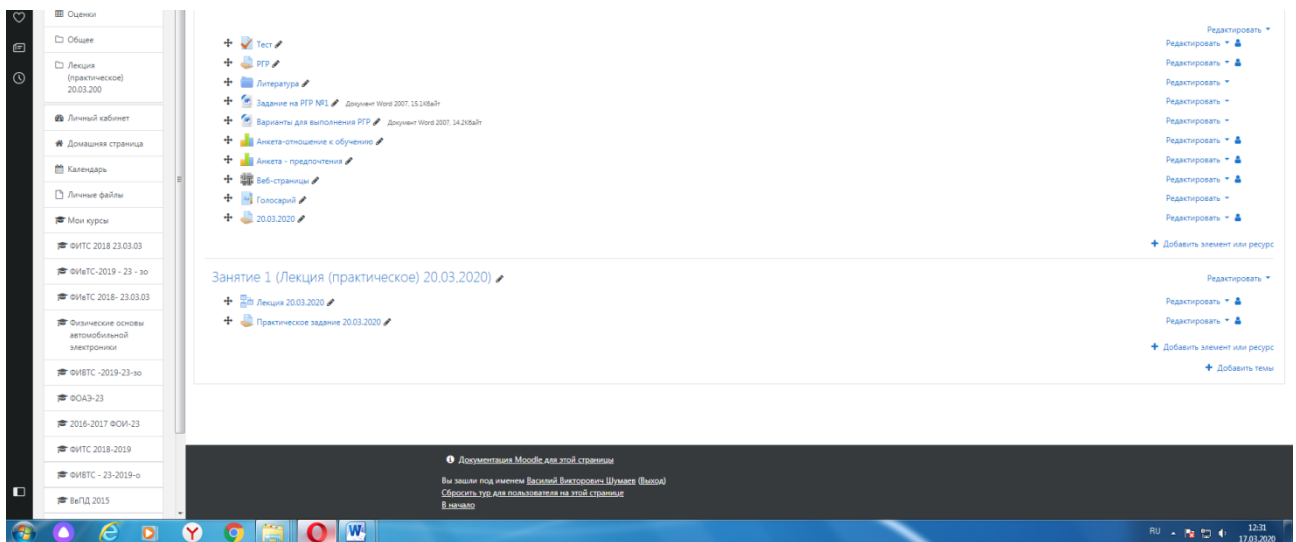 Оценки
Общее
Лекция
(практическое)
20.03.200
Личный кабинет
Домашняя страница
Календарь
Личные файлы
Мои курсы
ФИТС 2018 23.03.03
ФИвТС-2019 - 23 - зо
ФИвТС 2018- 23.03.03
Физические основы
автомобильной
электроники
ФИВТС -2019-23-зо
ФОАЭ-23
2016-2017 ФОИ-23
ФИТС 2018-2019
ФИВТС - 23-2019-о
ВвПД 2015
Редактировать
Тест Редактировать
РГР Редактировать
Литература Редактировать
Задание на РГР №1 Документ Word 2007, 15.1Кбайт Редактировать
Варианты для выполнения РГР Документ Word 2007, 14.2Кбайт Редактировать
Анкета-отношение к обучению Редактировать
Анкета - предпочтения Редактировать
Веб-страницы Редактировать
Голосарий Редактировать
20.03.2020 Редактировать
Добавить элемент или ресурс
Занятие 1 (Лекция (практическое) 20.03.2020) Редактировать
Лекция 20.03.2020 Редактировать
Практическое задание 20.03.2020 Редактировать
Добавить элемент или ресурс
Добавить темы
Документация Moodle для этой страницы
Вы зашли под именем Василий Викторович Шумаев (Выход)
Сбросить тур для пользователя на этой странице
В начало
RU 12:31
17.03.2020